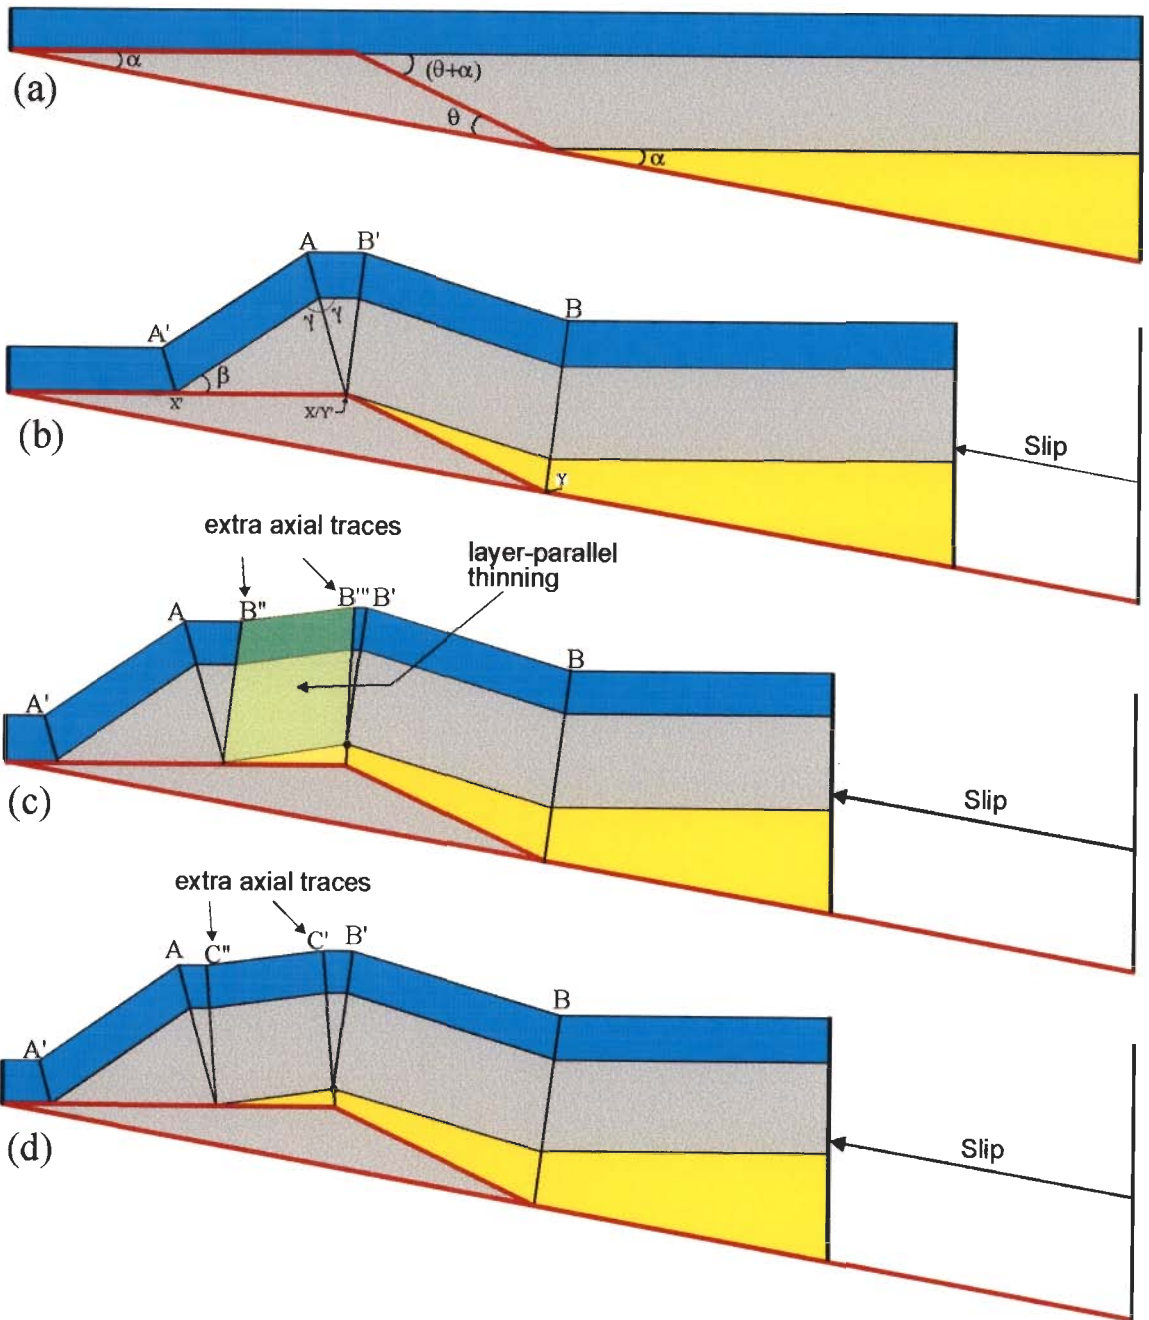 α
(θ+α)
(a)
θ
α
A
B'
B
A'
γ
γ
β
X'
X/Y'
(b)
Slip
Y
extra axial traces
layer-parallel
thinning
A
B''
B''' B'
B
A'
Slip
(c)
extra axial traces
A
C''
C'
B'
B
A'
Slip
(d)